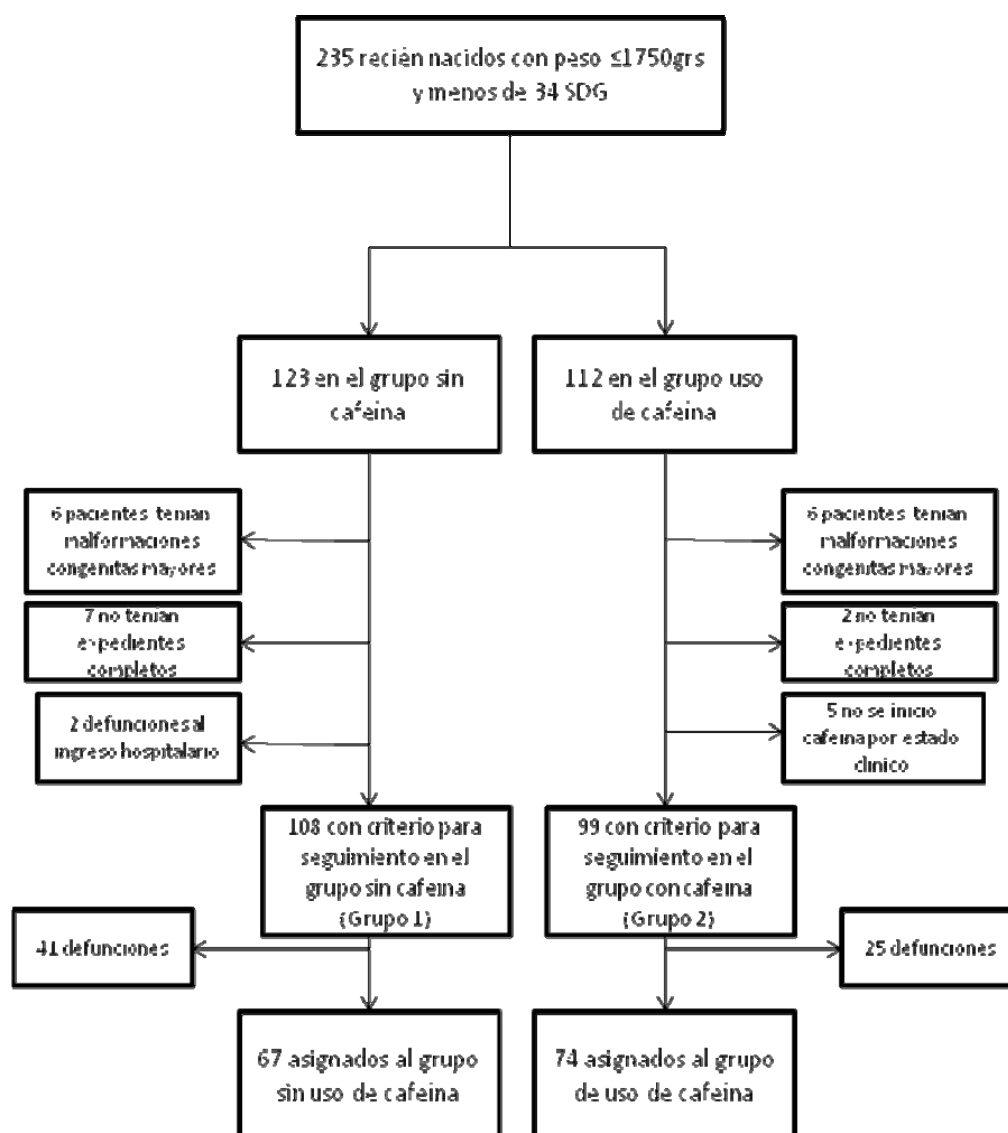 235 recién nacidos con peso ≤1750grs
y menos de 34 SDG
123 en el grupo sin
cafeina
112 en el grupo uso
de cafeina
6 pacientes tenian
malformaciones
congenitas mayores
6 pacientes tenian
malformaciones
congenitas mayores
7 no tenian
expedientes
completos
2 no tenian
expedientes
completos
2 defunciones al
ingreso hospitalario
5 no se inicio
cafeina por estado
clinico
108 con criterio para
seguimiento en el
grupo sin cafeina
(Grupo 1)
99 con criterio para
seguimiento en el
grupo con cafeina
(Grupo 2)
41 defunciones
25 defunciones
67 asignados al grupo
sin uso de cafeina
74 asignados al grupo
de uso de cafeina